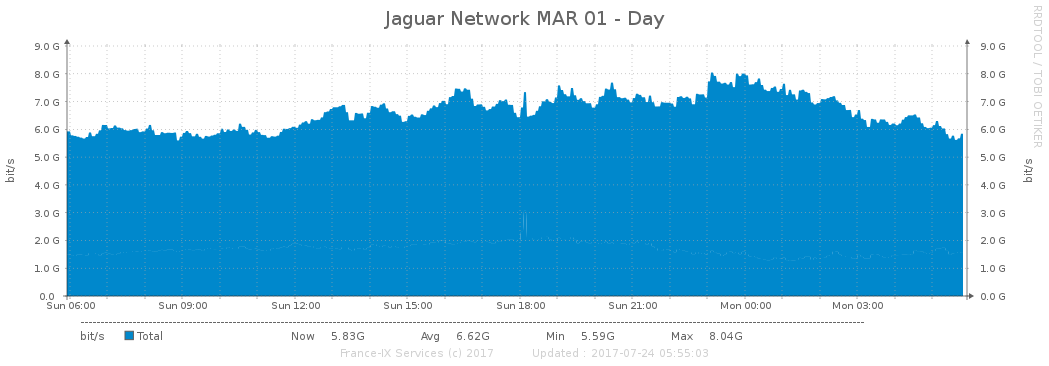 Jaguar Network MAR 01 - Day
RRDTOOL / TOBI OETIKER
9.0 G 9.0 G
8.0 G 8.0 G
7.0 G 7.0 G
6.0 G 6.0 G
5.0 G 5.0 G
4.0 G 4.0 G
3.0 G 3.0 G
2.0 G 2.0 G
1.0 G 1.0 G
0.0 0.0 G
bit/s bit/s
Sun 06:00 Sun 09:00 Sun 12:00 Sun 15:00 Sun 18:00 Sun 21:00 Mon 00:00 Mon 03:00
bit/s Total Now 5.83G Avg 6.62G Min 5.59G Max 8.04G
France-IX Services (c) 2017 Updated : 2017-07-24 05:55:03